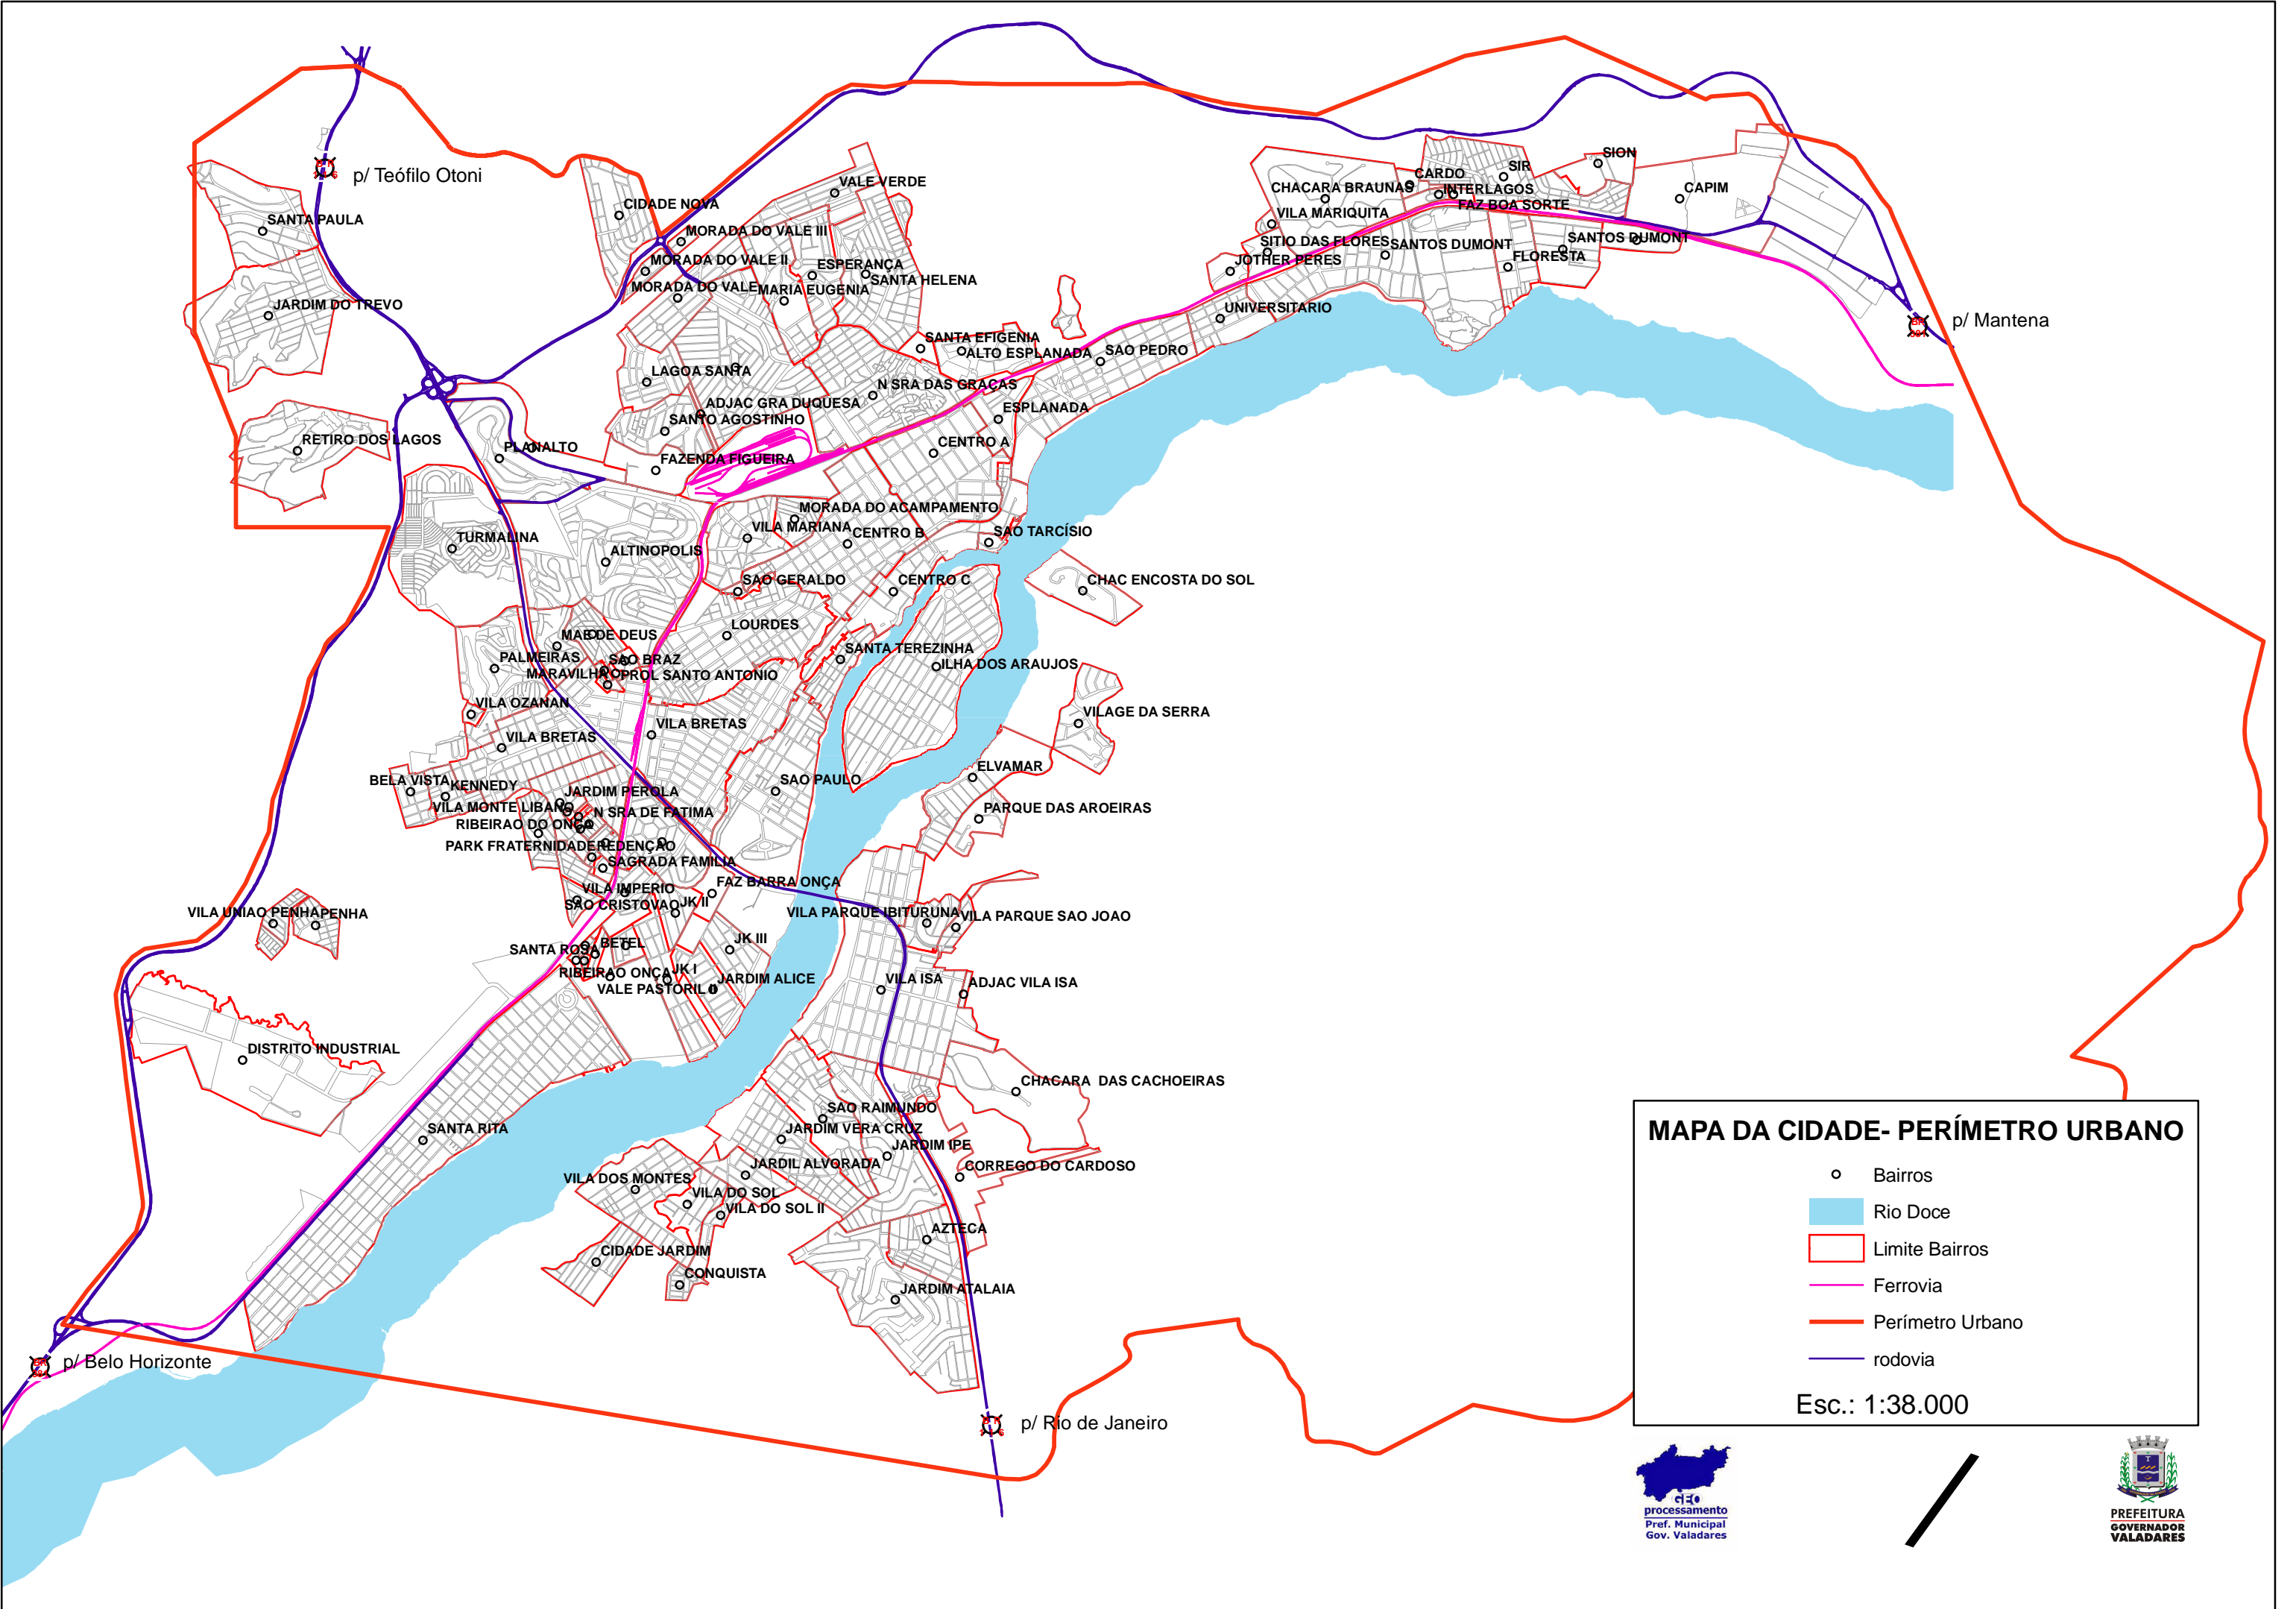 p/ Teófilo Otoni
SANTA PAULA
JARDIM DO TREVO
RETIRO DOS LAGOS
CIDADE NOVA
VALE VERDE
MORADA DO VALE III
MORADA DO VALE II
MORADA DO VALE
ESPERANÇA
SANTA HELENA
MARIA EUGENIA
SANTA EFIGENIA
ALTO ESPLANADA
SAO PEDRO
LAGOA SANTA
N SRA DAS GRAÇAS
ADJAC GRA DUQUESA
SANTO AGOSTINHO
ESPLANADA
CENTRO A
PLANALTO
FAZENDA FIGUEIRA
CHACARA BRAUNAS
CARDO
SIR
SION
INTERLAGOS
FAZ BOA SORTE
CAPIM
VILA MARIQUITA
SITIO DAS FLORES
SANTOS DUMONT
SANTOS DUMONT
JOTHER PERES
FLORESTA
UNIVERSITARIO
p/ Mantena
MORADA DO ACAMPAMENTO
VILA MARIANA
CENTRO B
SAO TARCÍSIO
TURMALINA
ALTINOPOLIS
SAO GERALDO
CENTRO C
CHAC ENCOSTA DO SOL
LOURDES
MAE DE DEUS
SANTA TEREZINHA
ILHA DOS ARAUJOS
PALMEIRAS
SAO BRAZ
MARAVILHA
PROL SANTO ANTONIO
VILA OZANAN
VILA BRETAS
VILA BRETAS
VILAGE DA SERRA
ELVAMAR
SAO PAULO
BELA VISTA
KENNEDY
JARDIM PEROLA
VILA MONTE LIBANO
N SRA DE FATIMA
RIBEIRAO DO ONÇA
PARQUE DAS AROEIRAS
PARK FRATERNIDADE
REDENÇAO
SAGRADA FAMILIA
VILA IMPERIO
FAZ BARRA ONÇA
SAO CRISTOVAO
JK II
VILA UNIAO PENHA
PENHA
VILA PARQUE IBITURUNA
VILA PARQUE SAO JOAO
SANTA ROSA
BETEL
JK III
RIBEIRAO ONÇA
JK I
VALE PASTORIL II
JARDIM ALICE
VILA ISA
ADJAC VILA ISA
DISTRITO INDUSTRIAL
CHACARA DAS CACHOEIRAS
SANTA RITA
SAO RAIMUNDO
JARDIM VERA CRUZ
JARDIM IPE
JARDIL ALVORADA
CORREGO DO CARDOSO
VILA DOS MONTES
VILA DO SOL
VILA DO SOL II
AZTECA
CIDADE JARDIM
CONQUISTA
JARDIM ATALAIA
p/ Belo Horizonte
p/ Rio de Janeiro
MAPA DA CIDADE- PERÍMETRO URBANO
Bairros
Rio Doce
Limite Bairros
Ferrovia
Perímetro Urbano
rodovia
Esc.: 1:38.000
GEO
processamento
Pref. Municipal
Gov. Valadares
PREFEITURA
GOVERNADOR
VALADARES